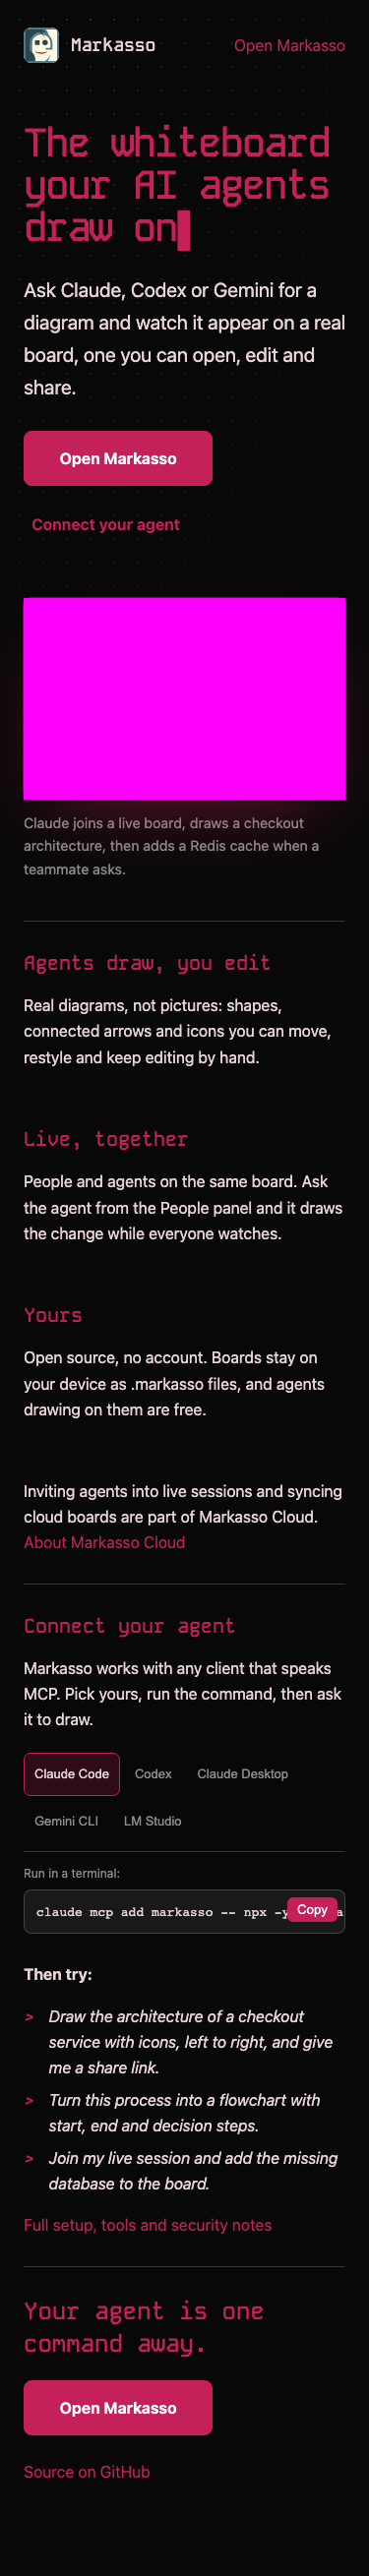 Markasso
Open Markasso
The whiteboard
your AI agents
draw on
Ask Claude, Codex or Gemini for a
diagram and watch it appear on a real
board, one you can open, edit and
share.
Open Markasso
Connect your agent
Claude joins a live board, draws a checkout
architecture, then adds a Redis cache when a
teammate asks.
Agents draw, you edit
Real diagrams, not pictures: shapes,
connected arrows and icons you can move,
restyle and keep editing by hand.
Live, together
People and agents on the same board. Ask
the agent from the People panel and it draws
the change while everyone watches.
Yours
Open source, no account. Boards stay on
your device as .markasso files, and agents
drawing on them are free.
Inviting agents into live sessions and syncing
cloud boards are part of Markasso Cloud.
About Markasso Cloud
Connect your agent
Markasso works with any client that speaks
MCP. Pick yours, run the command, then ask
it to draw.
Claude Code
Codex
Claude Desktop
Gemini CLI
LM Studio
Run in a terminal:
claude mcp add markasso -- npx -y
Copy
Then try:
> Draw the architecture of a checkout
service with icons, left to right, and give
me a share link.
> Turn this process into a flowchart with
start, end and decision steps.
> Join my live session and add the missing
database to the board.
Full setup, tools and security notes
Your agent is one
command away.
Open Markasso
Source on GitHub